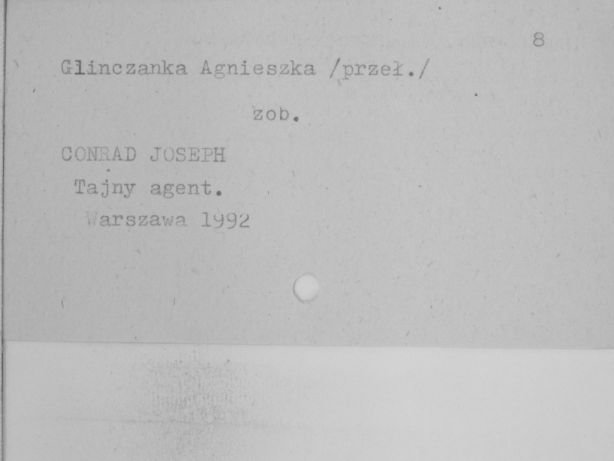 8
Glinczanka Agnieszka /przeł./
zob.
CONRAD JOSEPH
Tajny agent.
Warszawa 1992